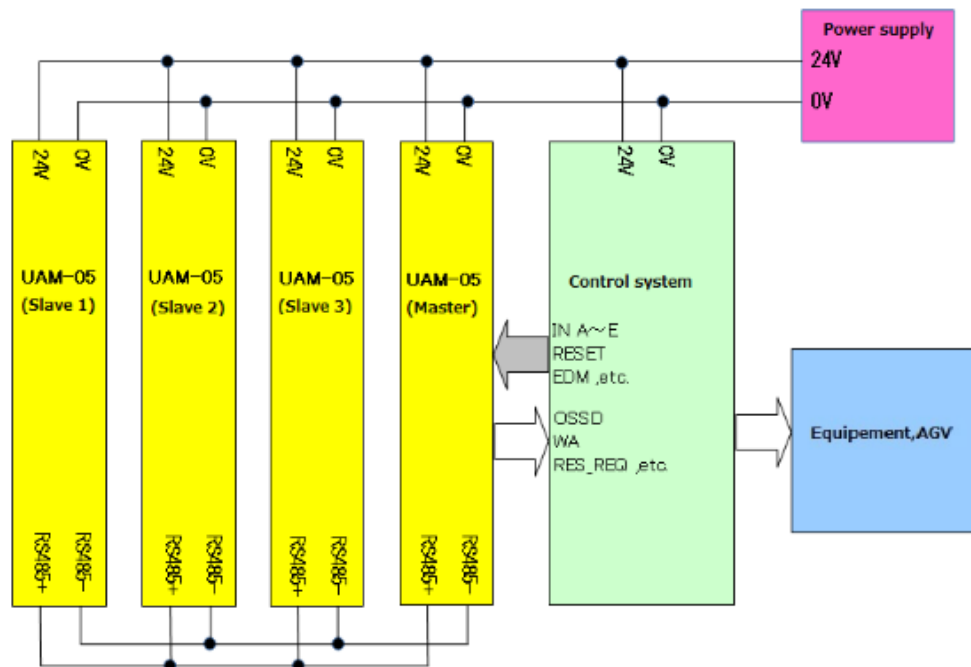 Power supply
24V
0V
24V
0V
24V
0V
24V
0V
24V
0V
24V
0V
UAM-05
(Slave 1)
UAM-05
(Slave 2)
UAM-05
(Slave 3)
UAM-05
(Master)
Control system
IN A～E
RESET
EDM ,etc.
OSSD
WA
RES_REQ ,etc.
Equipement,AGV
RS485+
RS485-
RS485+
RS485-
RS485+
RS485-
RS485+
RS485-